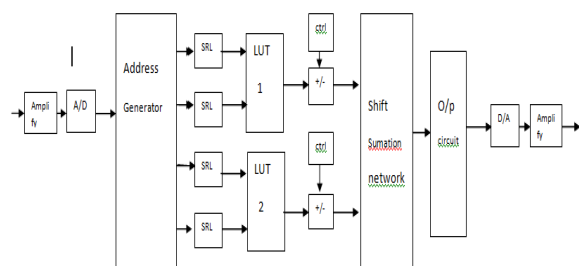 Ampli
fy
A/D
Address
Generator
SRL
SRL
SRL
SRL
LUT
1
LUT
2
ctrl
+/-
ctrl
+/-
Shift
Sumation
network
O/p
circuit
D/A
Ampli
fy